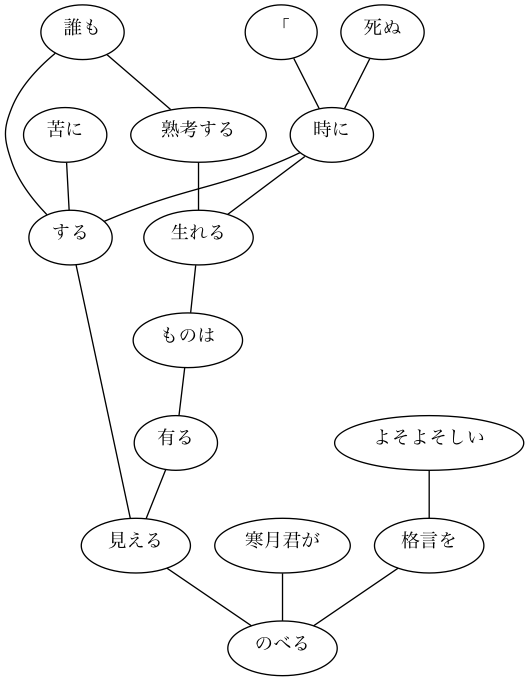 誰も
「
死ぬ
苦に
熟考する
時に
する
生れる
ものは
有る
よそよそしい
見える
寒月君が
格言を
のべる